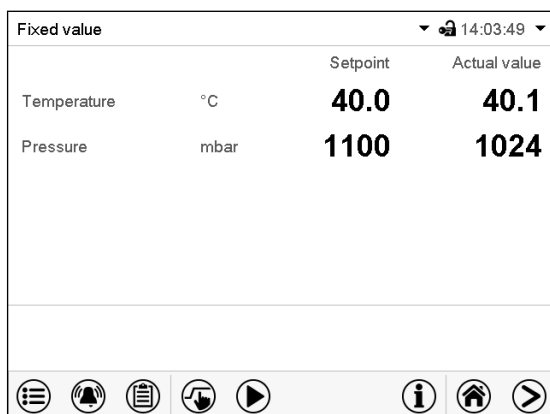 Fixed value 14:03:49
Setpoint Actual value
Temperature °C 40.0 40.1
Pressure mbar 1100 1024